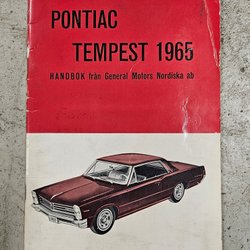 PONTIAC
TEMPEST 1965
HANDBOK från General Motors Nordiska ab